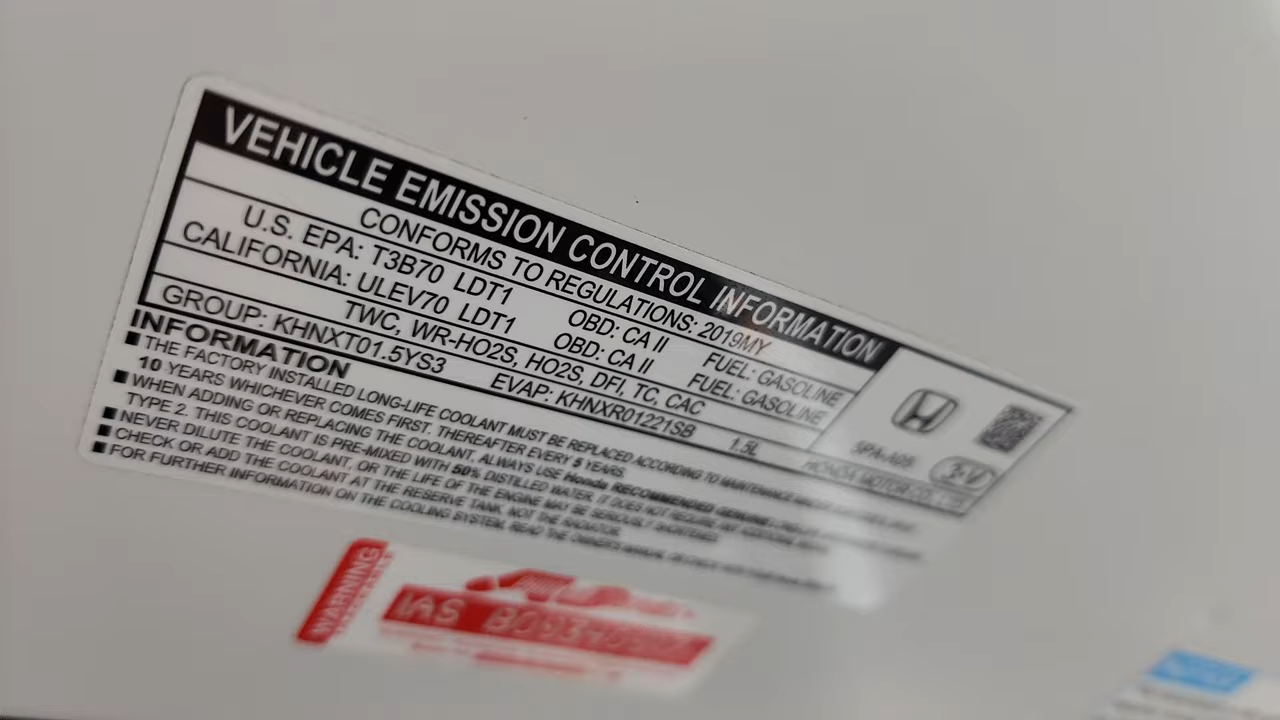 VEHICLE EMISSION CONTROL INFORMATION
CONFORMS TO REGULATIONS: 2019MY
U.S. EPA: T3B70 LDT1 OBD: CA II FUEL: GASOLINE
CALIFORNIA: ULEV70 LDT1 OBD: CA II FUEL: GASOLINE
TWC, WR-HO2S, HO2S, DFI, TC, CAC
GROUP: KHNXT01.5YS3 EVAP: KHNXR01221SB 1.5L
HONDA MOTOR CO., LTD.
INFORMATION
■ THE FACTORY INSTALLED LONG-LIFE COOLANT MUST BE REPLACED ACCORDING TO MAINTENANCE
10 YEARS WHICHEVER COMES FIRST. THEREAFTER EVERY 5 YEARS.
■ WHEN ADDING OR REPLACING THE COOLANT, ALWAYS USE Honda RECOMMENDED GENUINE
TYPE 2. THIS COOLANT IS PRE-MIXED WITH 50% DISTILLED WATER. IT DOES NOT REQUIRE ANY ADDITIONAL
■ NEVER DILUTE THE COOLANT, OR THE LIFE OF THE ENGINE MAY BE SERIOUSLY SHORTENED.
■ CHECK OR ADD THE COOLANT AT THE RESERVE TANK, NOT THE RADIATOR.
■ FOR FURTHER INFORMATION ON THE COOLING SYSTEM, READ THE OWNER'S MANUAL
WARNING
IAS